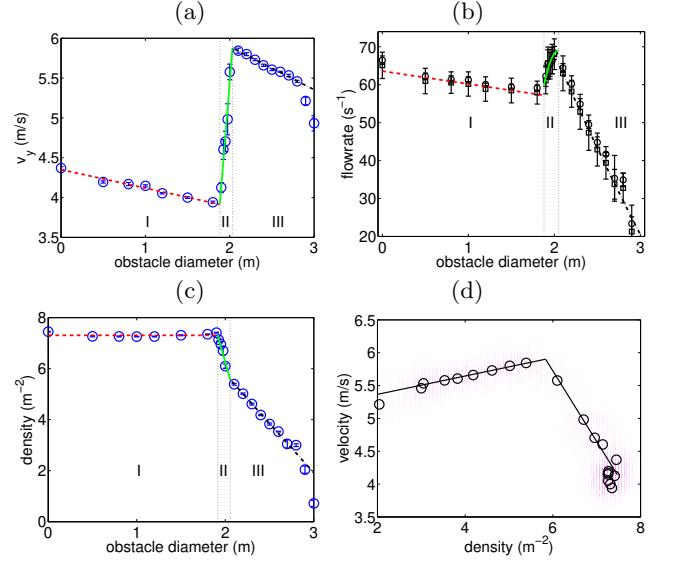 (a)
(b)
6
5.5
5
4.5
4
3.5
v_y (m/s)
I
II
III
0
1
2
3
obstacle diameter (m)
70
60
50
40
30
20
flowrate (s⁻¹)
I
II
III
0
1
2
3
obstacle diameter (m)
(c)
(d)
8
6
4
2
0
density (m⁻²)
I
II
III
0
1
2
3
obstacle diameter (m)
6.5
6
5.5
5
4.5
4
3.5
velocity (m/s)
2
4
6
8
density (m⁻²)